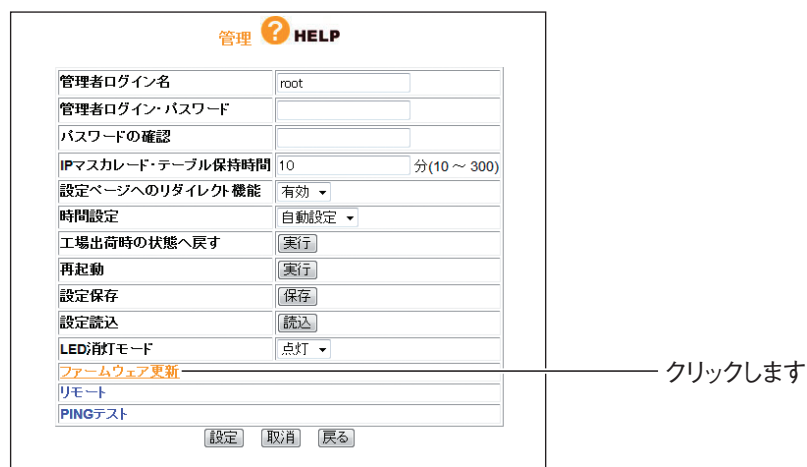 管理 ? HELP
管理者ログイン名 root
管理者ログイン・パスワード
パスワードの確認
IPマスカレード・テーブル保持時間 10 分(10 ～ 300)
設定ページへのリダイレクト機能 有効
時間設定 自動設定
工場出荷時の状態へ戻す 実行
再起動 実行
設定保存 保存
設定読込 読込
LED消灯モード 点灯
ファームウェア更新 クリックします
リモート
PINGテスト
設定 取消 戻る